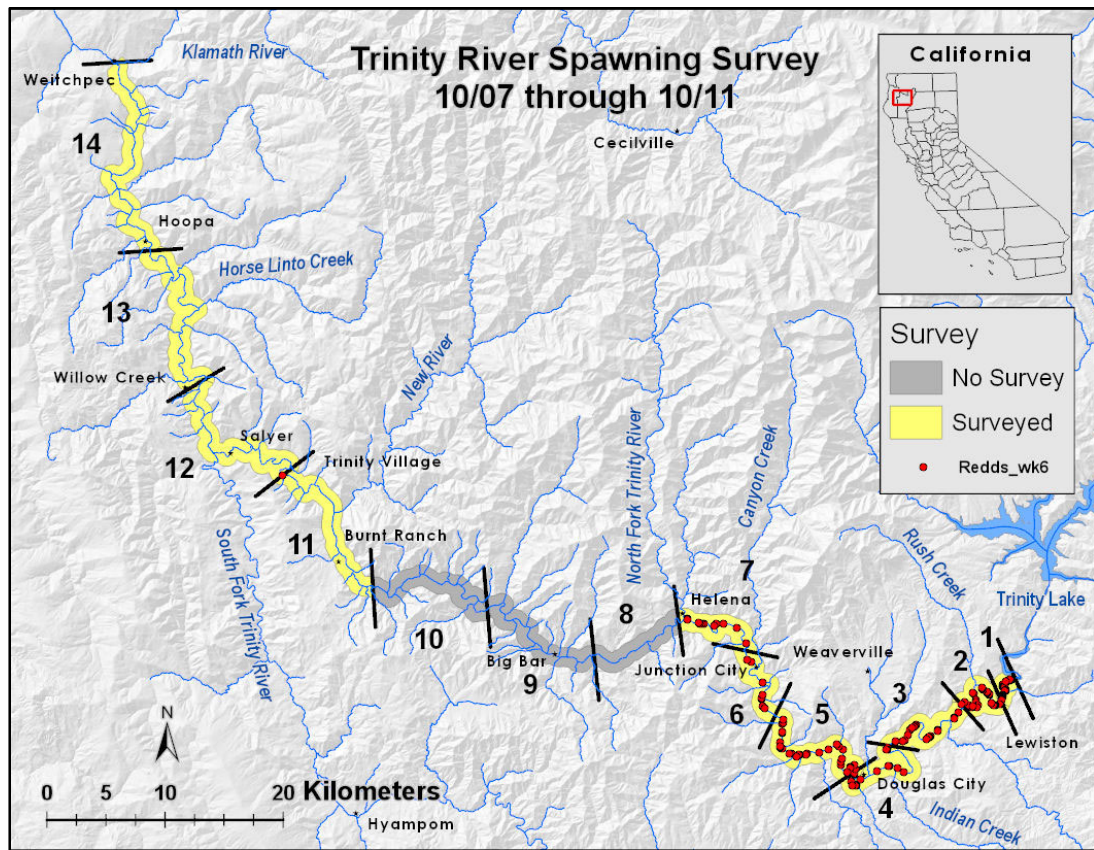 Trinity River Spawning Survey
10/07 through 10/11
Klamath River
Weitchpec
14
Cecilville
California
Hoopa
Horse Linto Creek
13
Willow Creek
New River
Survey
No Survey
Surveyed
Redds_wk6
Salyer
12
Trinity Village
South Fork Trinity River
11
Burnt Ranch
North Fork Trinity River
Canyon Creek
Rush Creek
Trinity Lake
10
Big Bar
9
8
7
Helena
Junction City
Weaverville
6
5
3
2
1
Lewiston
Douglas City
4
Indian Creek
N
0 5 10 20 Kilometers
Hyampom